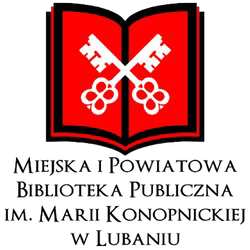 Miejska i Powiatowa
Biblioteka Publiczna
im. Marii Konopnickiej
w Lubaniu